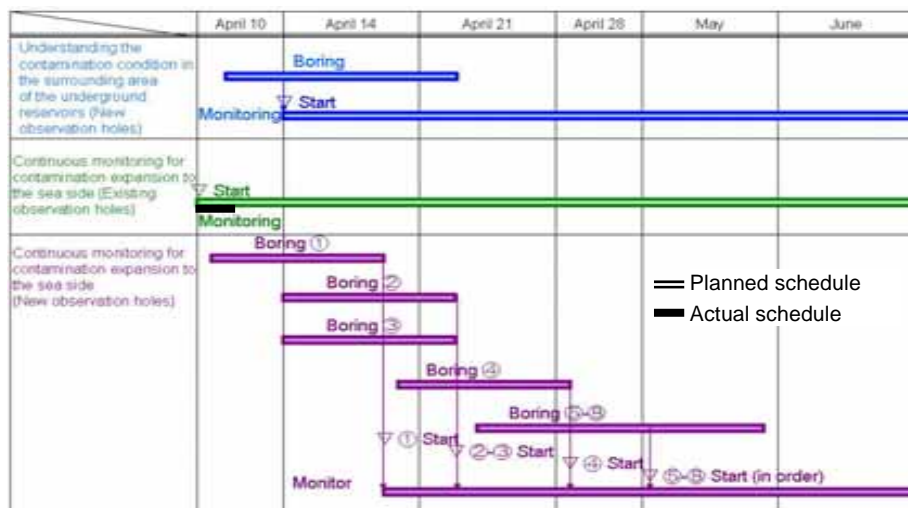 April 10 April 14 April 21 April 28 May June
Understanding the
contamination condition in
the surrounding area
of the underground
reservoirs (New
observation holes)
Boring
Start
Monitoring
Continuous monitoring for
contamination expansion to
the sea side (Existing
observation holes)
Start
Monitoring
Continuous monitoring for
contamination expansion to
the sea side
(New observation holes)
Boring ①
Boring ②
Boring ③
Boring ④
Boring ⑤-⑧
① Start
②-③ Start
④ Start
⑤-⑧ Start (in order)
Monitor
Planned schedule
Actual schedule